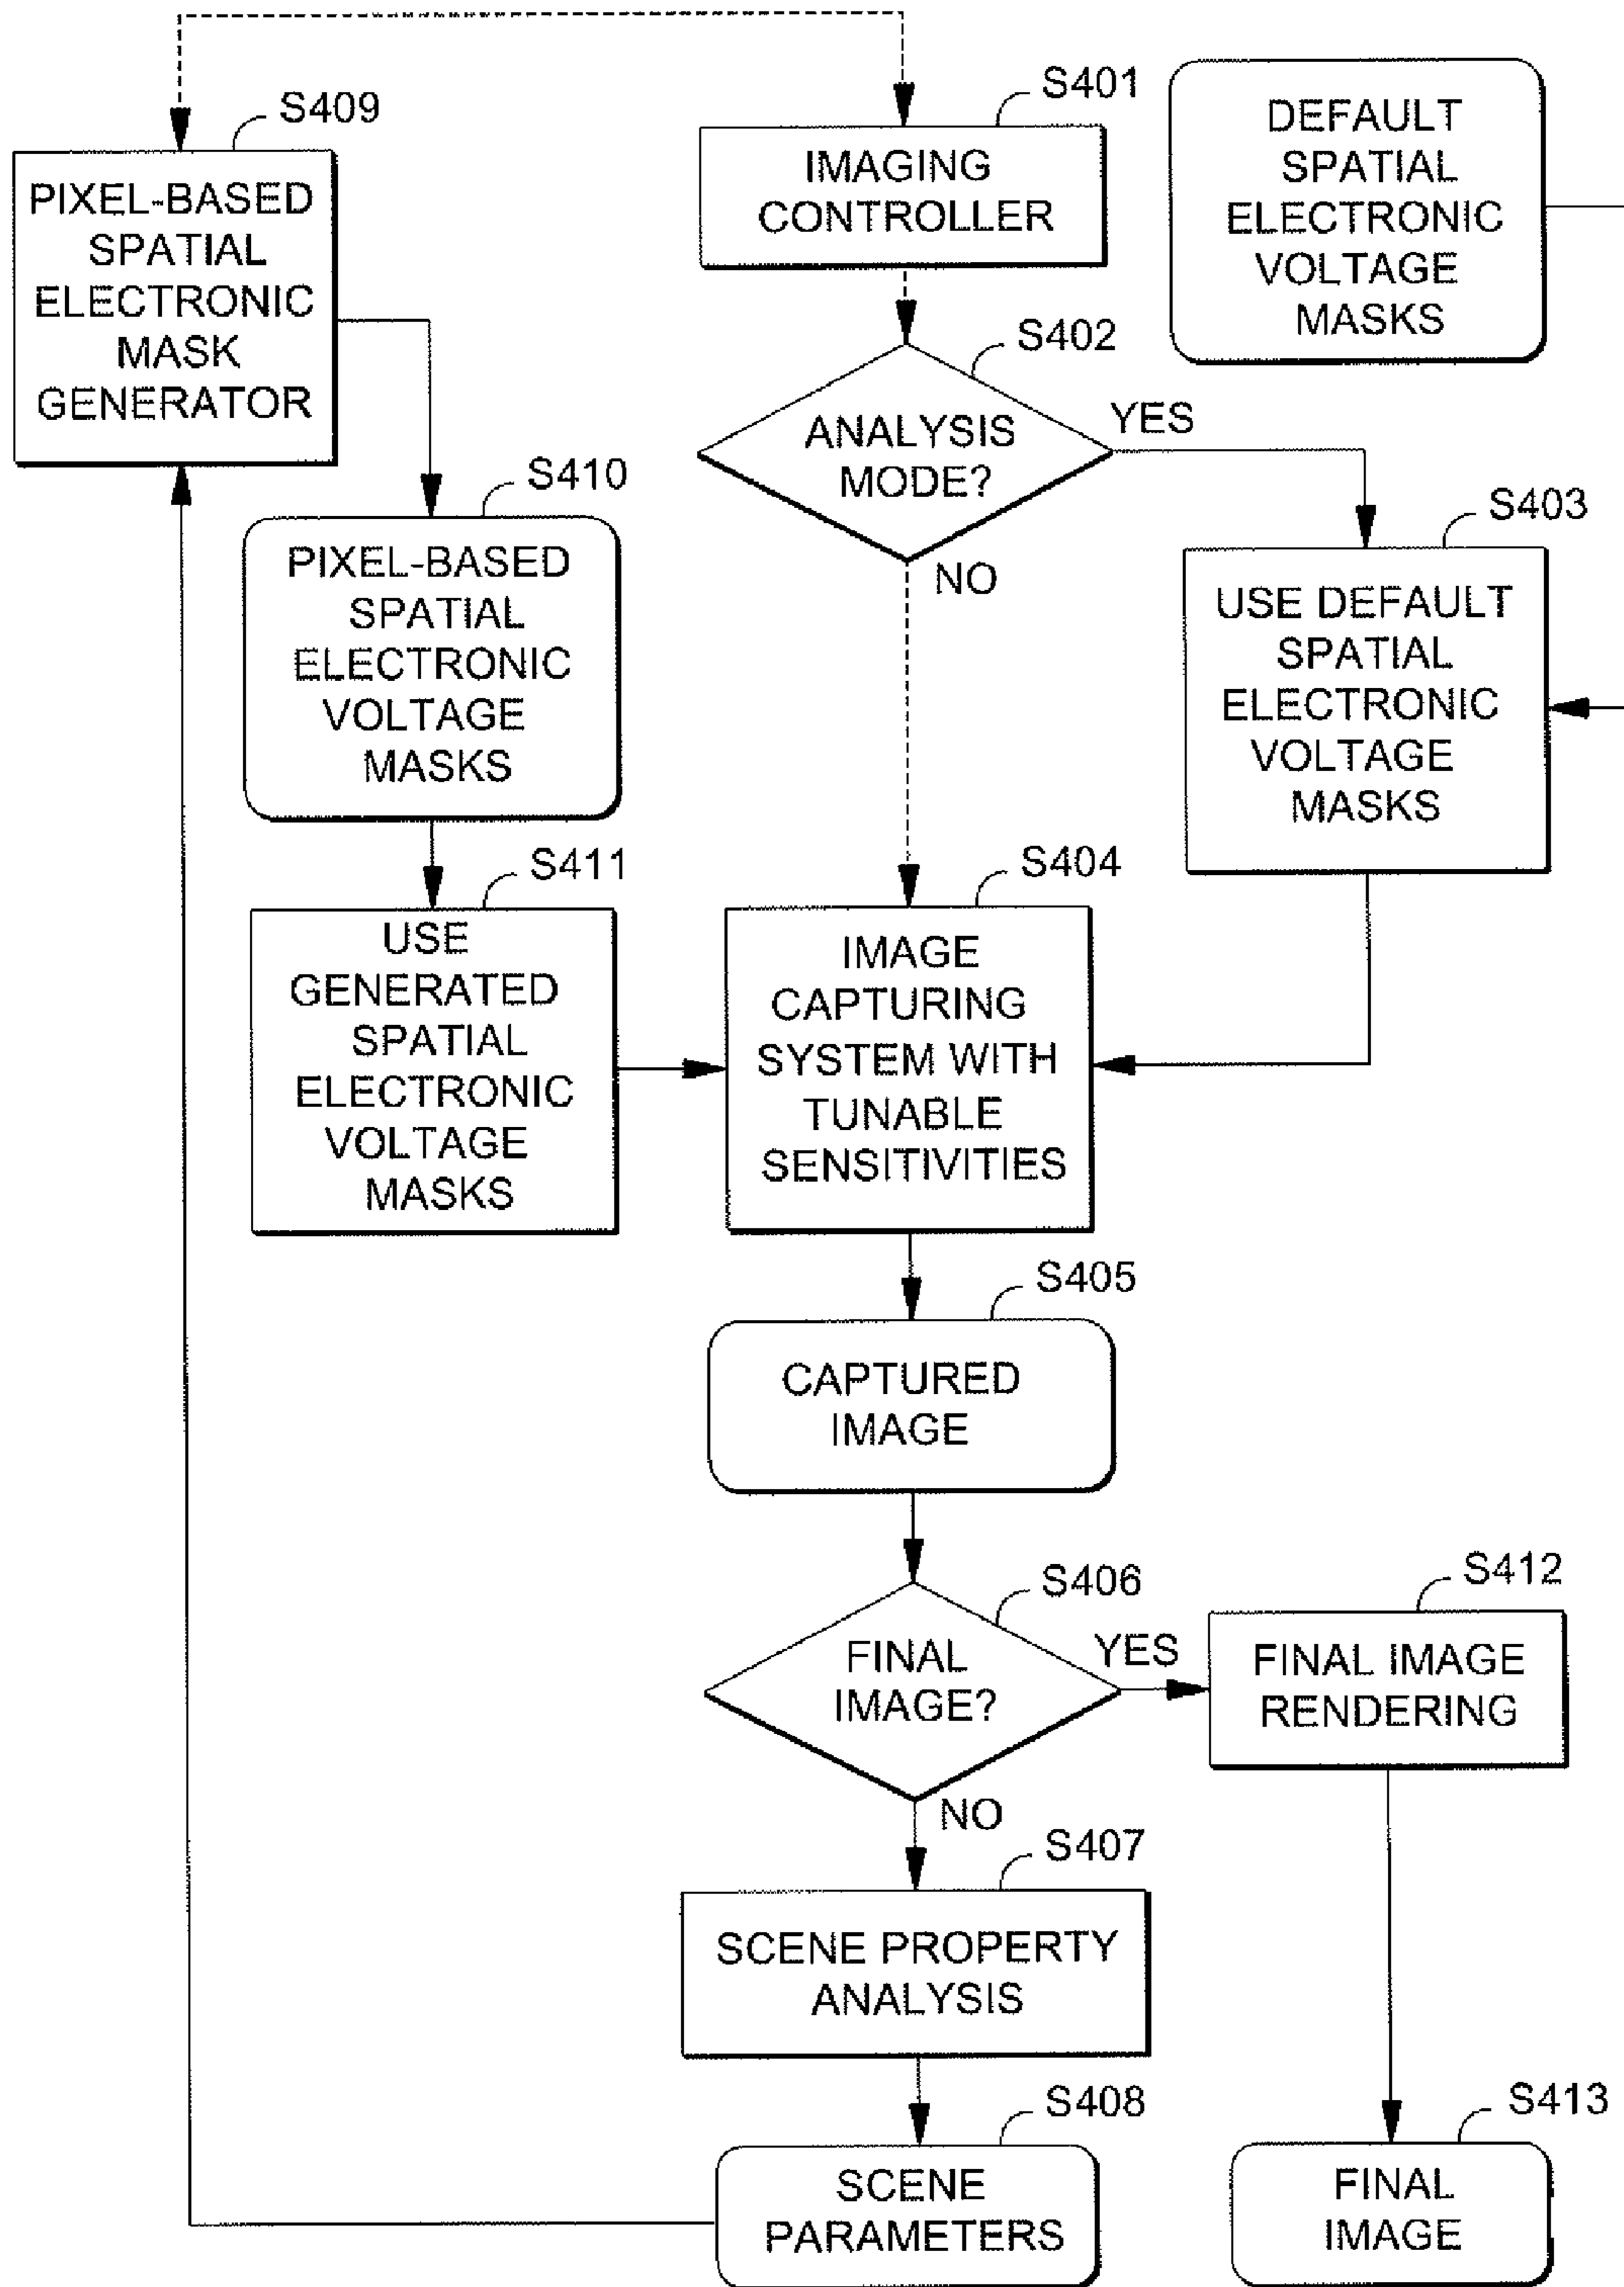 S409
PIXEL-BASED
SPATIAL
ELECTRONIC
MASK
GENERATOR
S401
IMAGING
CONTROLLER
DEFAULT
SPATIAL
ELECTRONIC
VOLTAGE
MASKS
S402
ANALYSIS
MODE?
YES
NO
S410
PIXEL-BASED
SPATIAL
ELECTRONIC
VOLTAGE
MASKS
S403
USE DEFAULT
SPATIAL
ELECTRONIC
VOLTAGE
MASKS
S411
USE
GENERATED
SPATIAL
ELECTRONIC
VOLTAGE
MASKS
S404
IMAGE
CAPTURING
SYSTEM WITH
TUNABLE
SENSITIVITIES
S405
CAPTURED
IMAGE
S406
FINAL
IMAGE?
YES
NO
S412
FINAL IMAGE
RENDERING
S407
SCENE PROPERTY
ANALYSIS
S408
SCENE
PARAMETERS
S413
FINAL
IMAGE